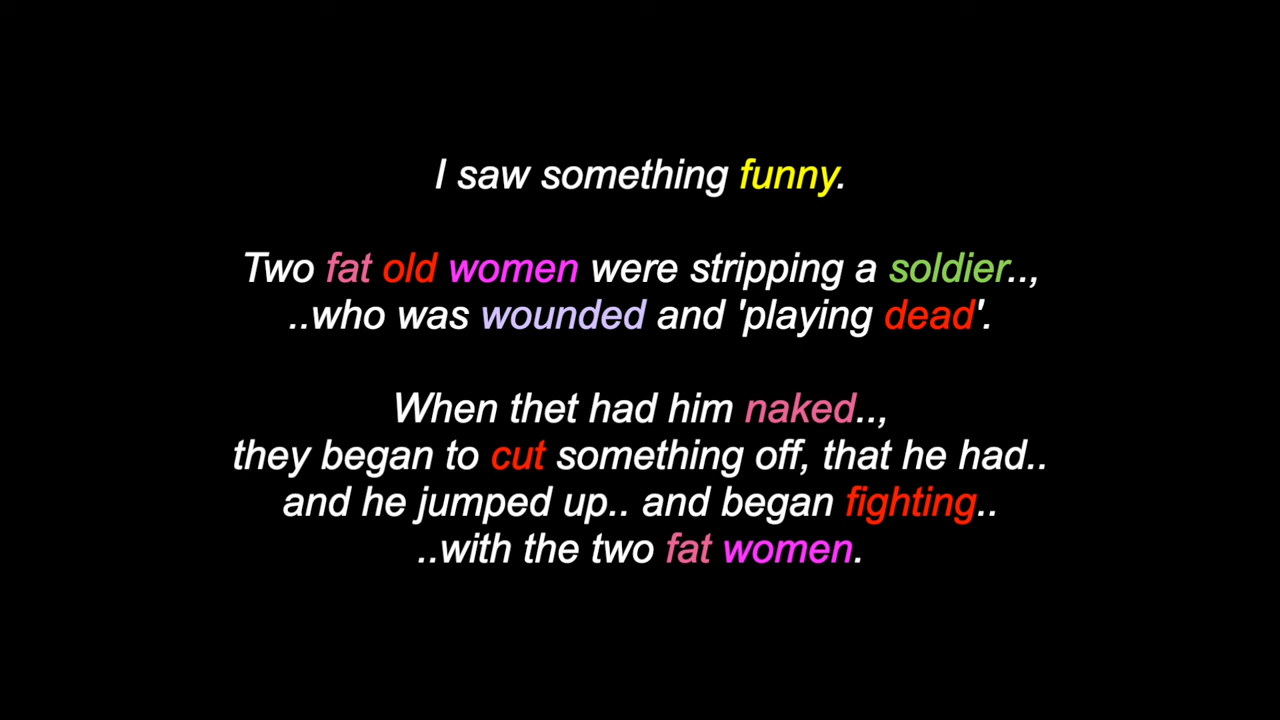 I saw something funny.
Two fat old women were stripping a soldier..,
..who was wounded and 'playing dead'.
When thet had him naked..,
they began to cut something off, that he had..
and he jumped up.. and began fighting..
..with the two fat women.